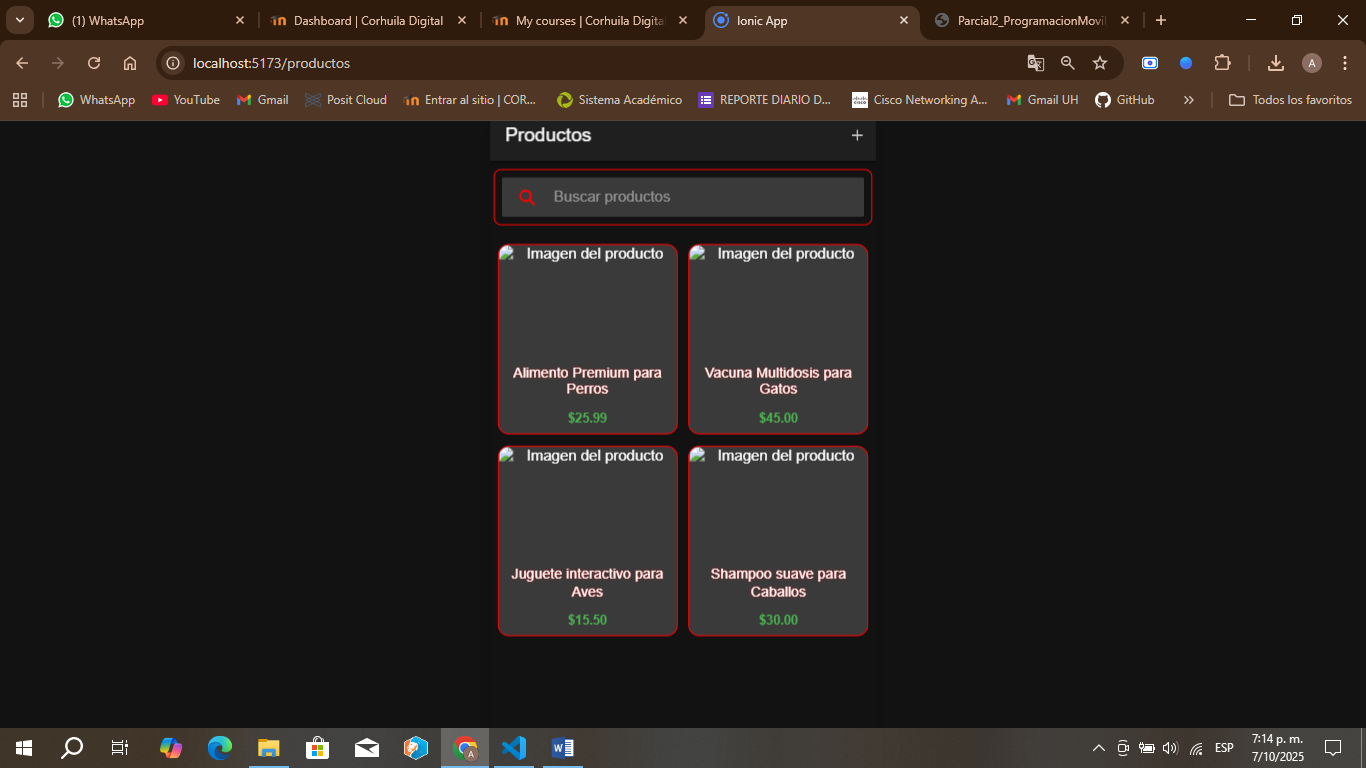 (1) WhatsApp
Dashboard | Corhuila Digital
My courses | Corhuila Digita
Ionic App
Parcial2_ProgramacionMovi
localhost:5173/productos
A
WhatsApp
YouTube
Gmail
Posit Cloud
Entrar al sitio | COR...
Sistema Académico
REPORTE DIARIO D...
Cisco Networking A...
Gmail UH
GitHub
Todos los favoritos
Productos
+
Buscar productos
Imagen del producto
Alimento Premium para
Perros
$25.99
Imagen del producto
Vacuna Multidosis para
Gatos
$45.00
Imagen del producto
Juguete interactivo para
Aves
$15.50
Imagen del producto
Shampoo suave para
Caballos
$30.00
ESP
7:14 p. m.
7/10/2025